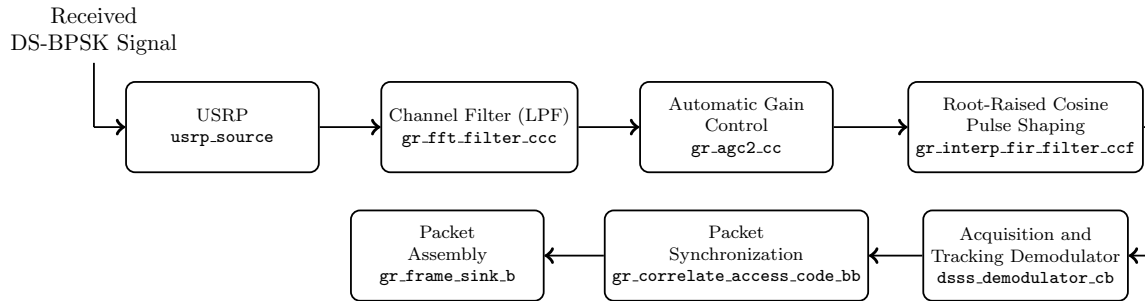 Received
DS-BPSK Signal
USRP
usrp_source
Channel Filter (LPF)
gr_fft_filter_ccc
Automatic Gain
Control
gr_agc2_cc
Root-Raised Cosine
Pulse Shaping
gr_interp_fir_filter_ccf
Acquisition and
Tracking Demodulator
dsss_demodulator_cb
Packet
Synchronization
gr_correlate_access_code_bb
Packet
Assembly
gr_frame_sink_b